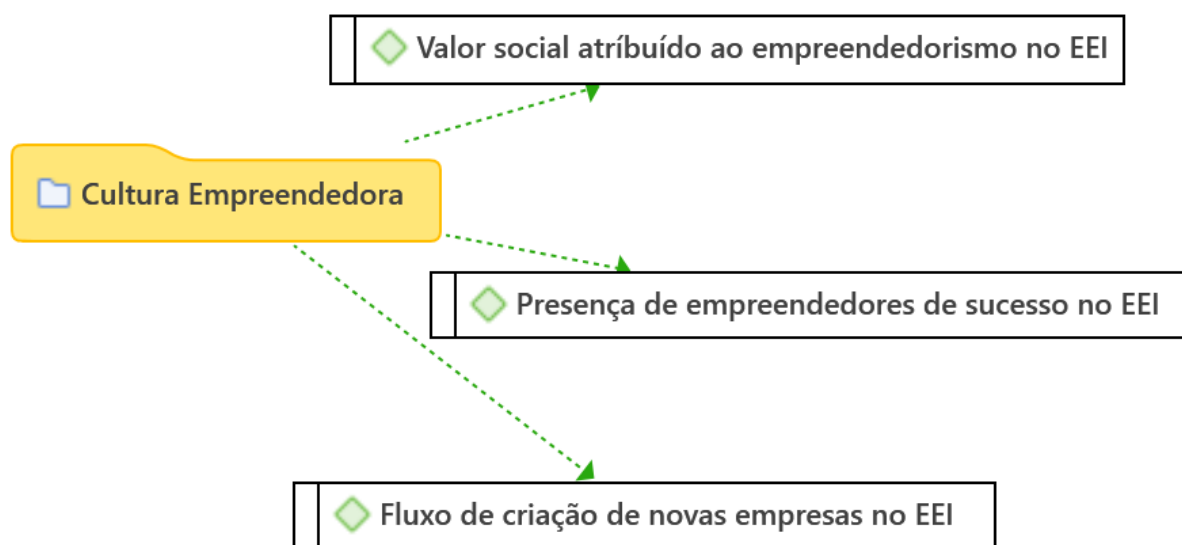 Valor social atríbuído ao empreendedorismo no EEI
Cultura Empreendedora
Presença de empreendedores de sucesso no EEI
Fluxo de criação de novas empresas no EEI